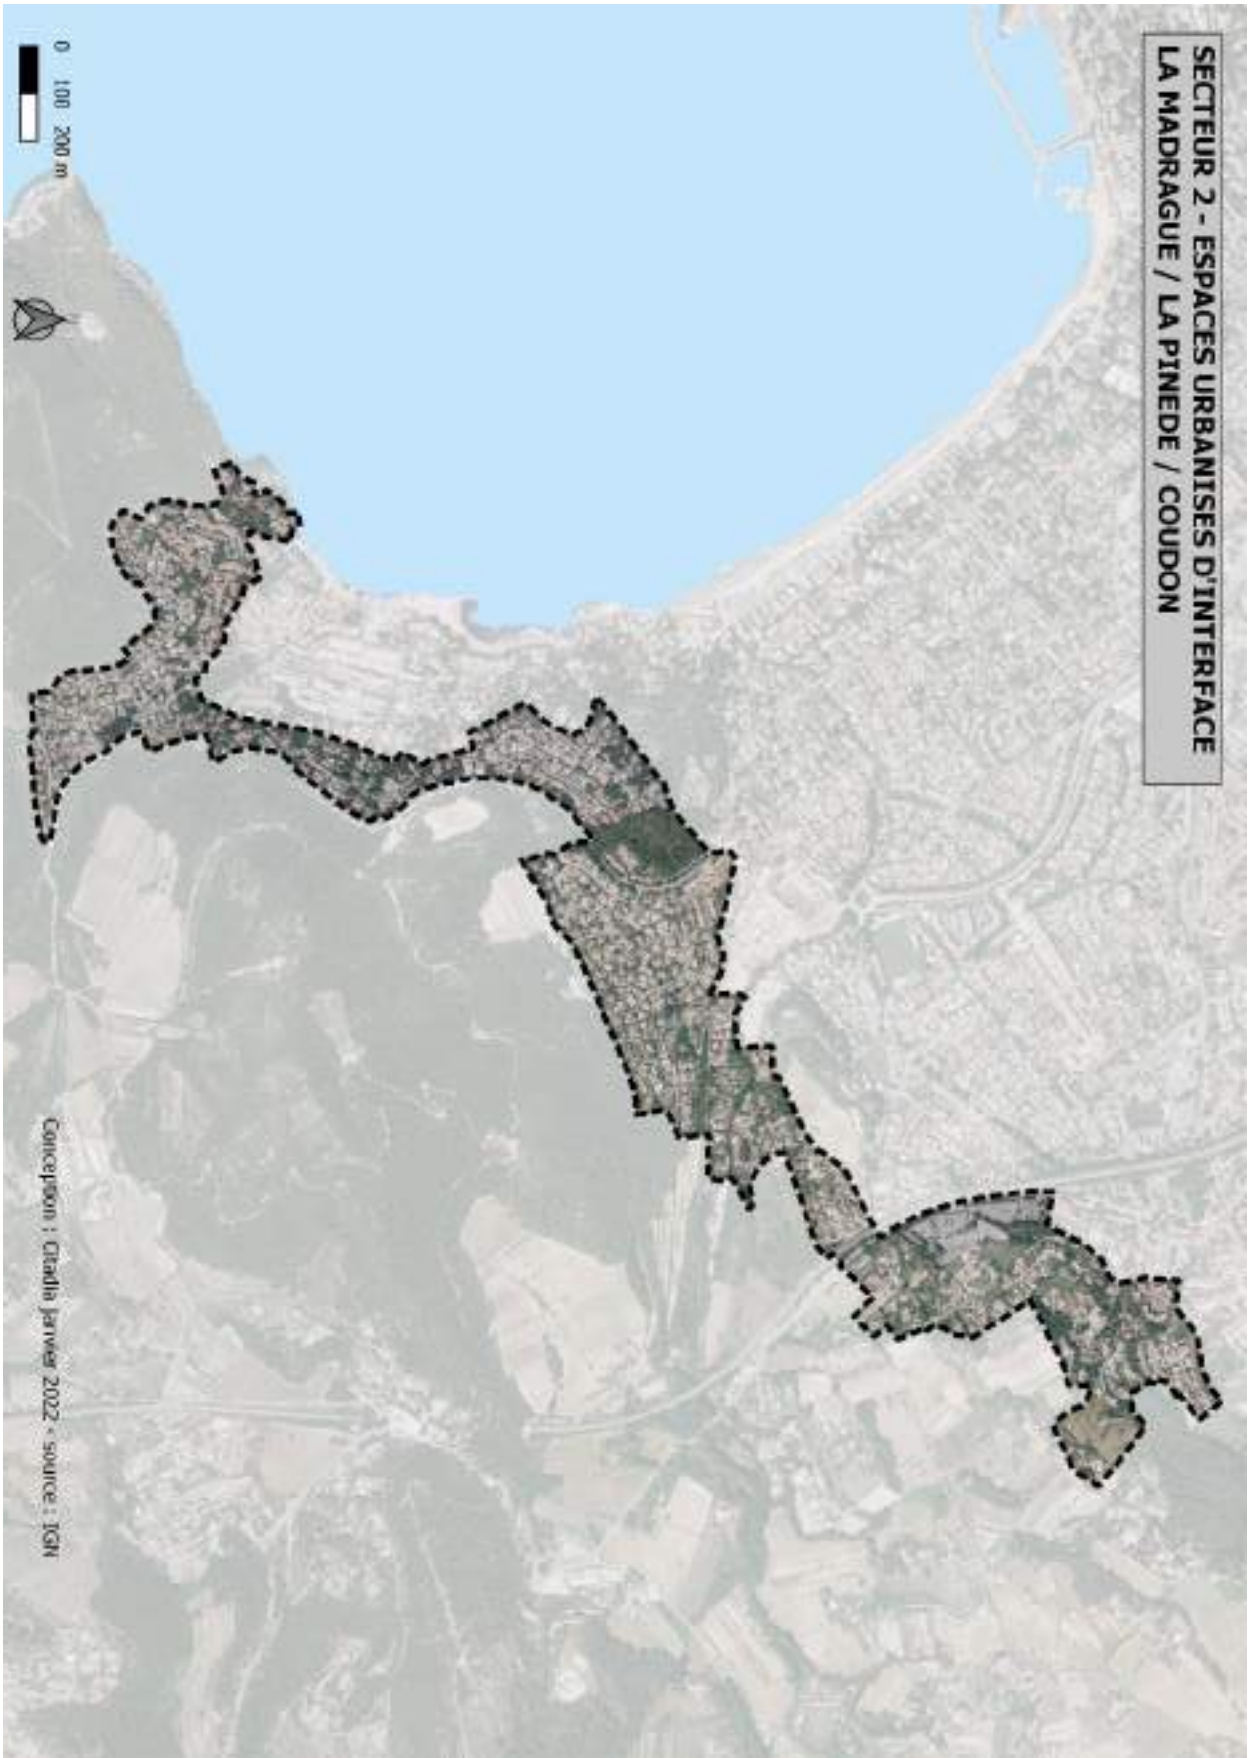 SECTEUR 2 - ESPACES URBANISES D'INTERFACE
LA MADRAGUE / LA PINEDE / COUDON
0 100 200 m
Conception : Citadia janvier 2022 - source : IGN